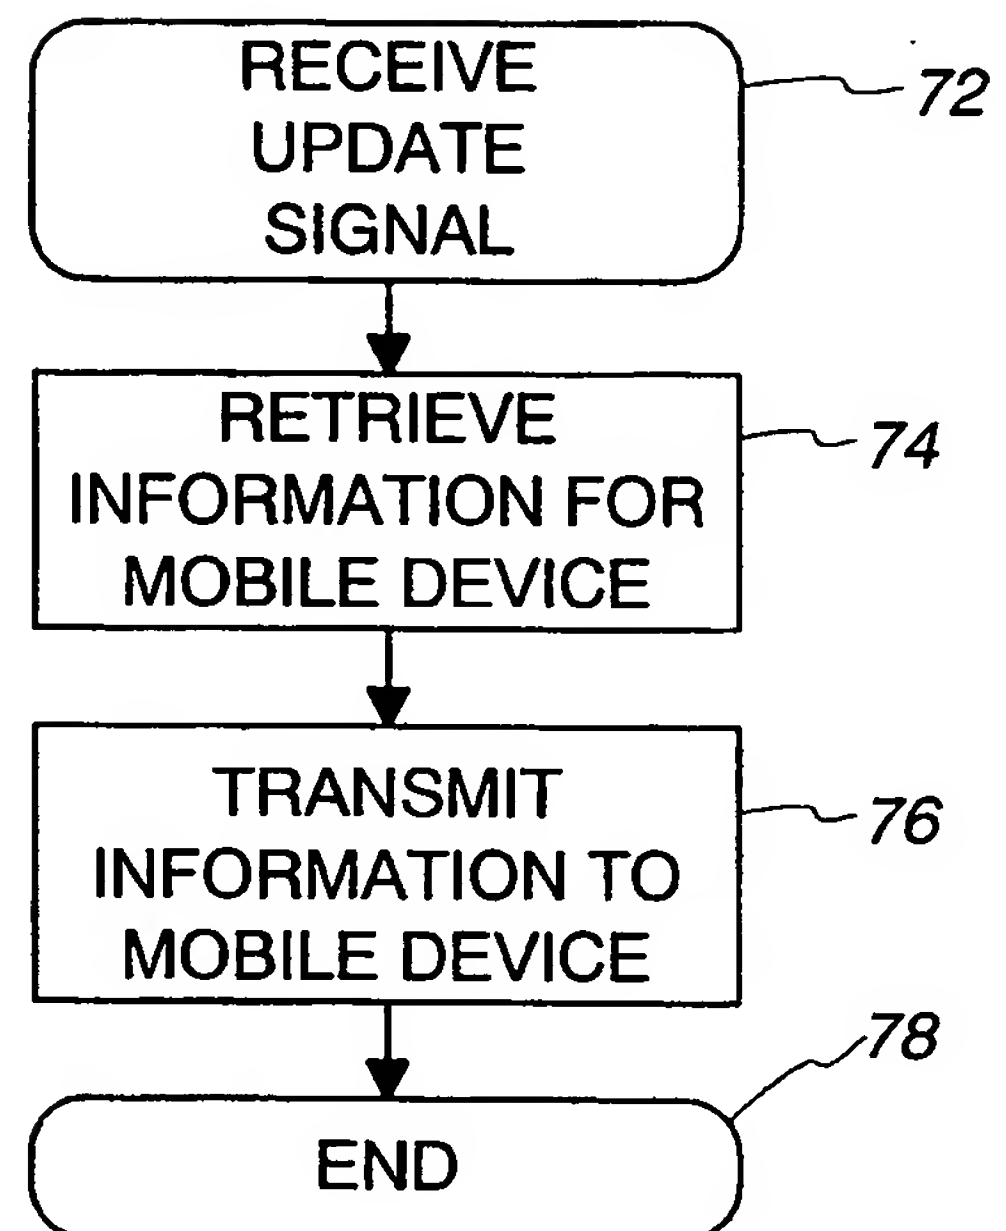 RECEIVE
UPDATE
SIGNAL
72
RETRIEVE
INFORMATION FOR
MOBILE DEVICE
74
TRANSMIT
INFORMATION TO
MOBILE DEVICE
76
78
END